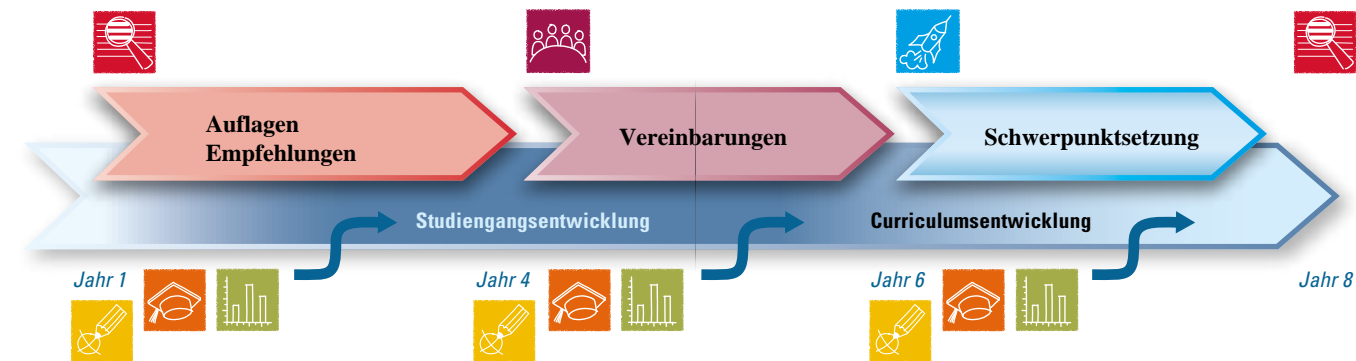 Auflagen
Empfehlungen
Vereinbarungen
Schwerpunktsetzung
Studiengangsentwicklung
Curriculumsentwicklung
Jahr 1
Jahr 4
Jahr 6
Jahr 8